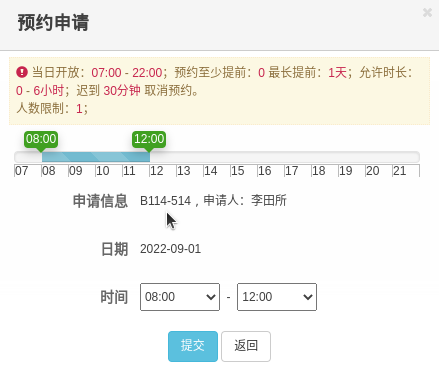 预约申请
×
当日开放：07:00 - 22:00；预约至少提前：0 最长提前：1天；允许时长：
0 - 6小时；迟到 30分钟 取消预约。
人数限制：1；
08:00 12:00
07 08 09 10 11 12 13 14 15 16 17 18 19 20 21
申请信息 B114-514，申请人：李田所
日期 2022-09-01
时间 08:00 - 12:00
提交 返回